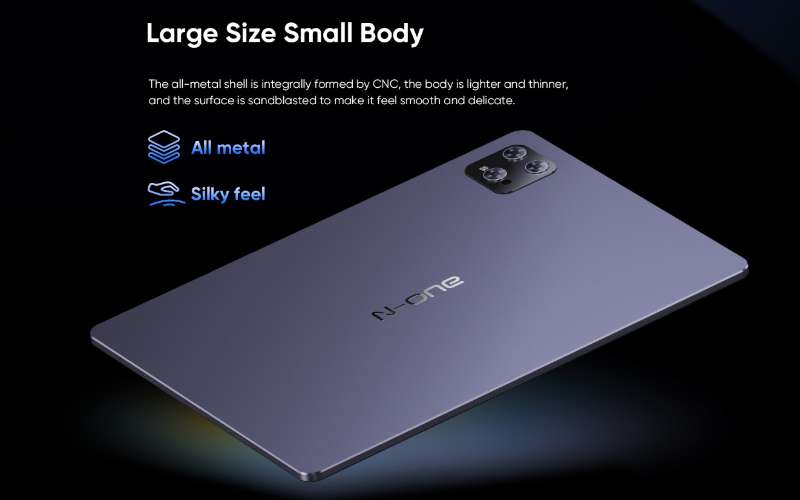 Large Size Small Body
The all-metal shell is integrally formed by CNC, the body is lighter and thinner,
and the surface is sandblasted to make it feel smooth and delicate.
All metal
Silky feel
N-one